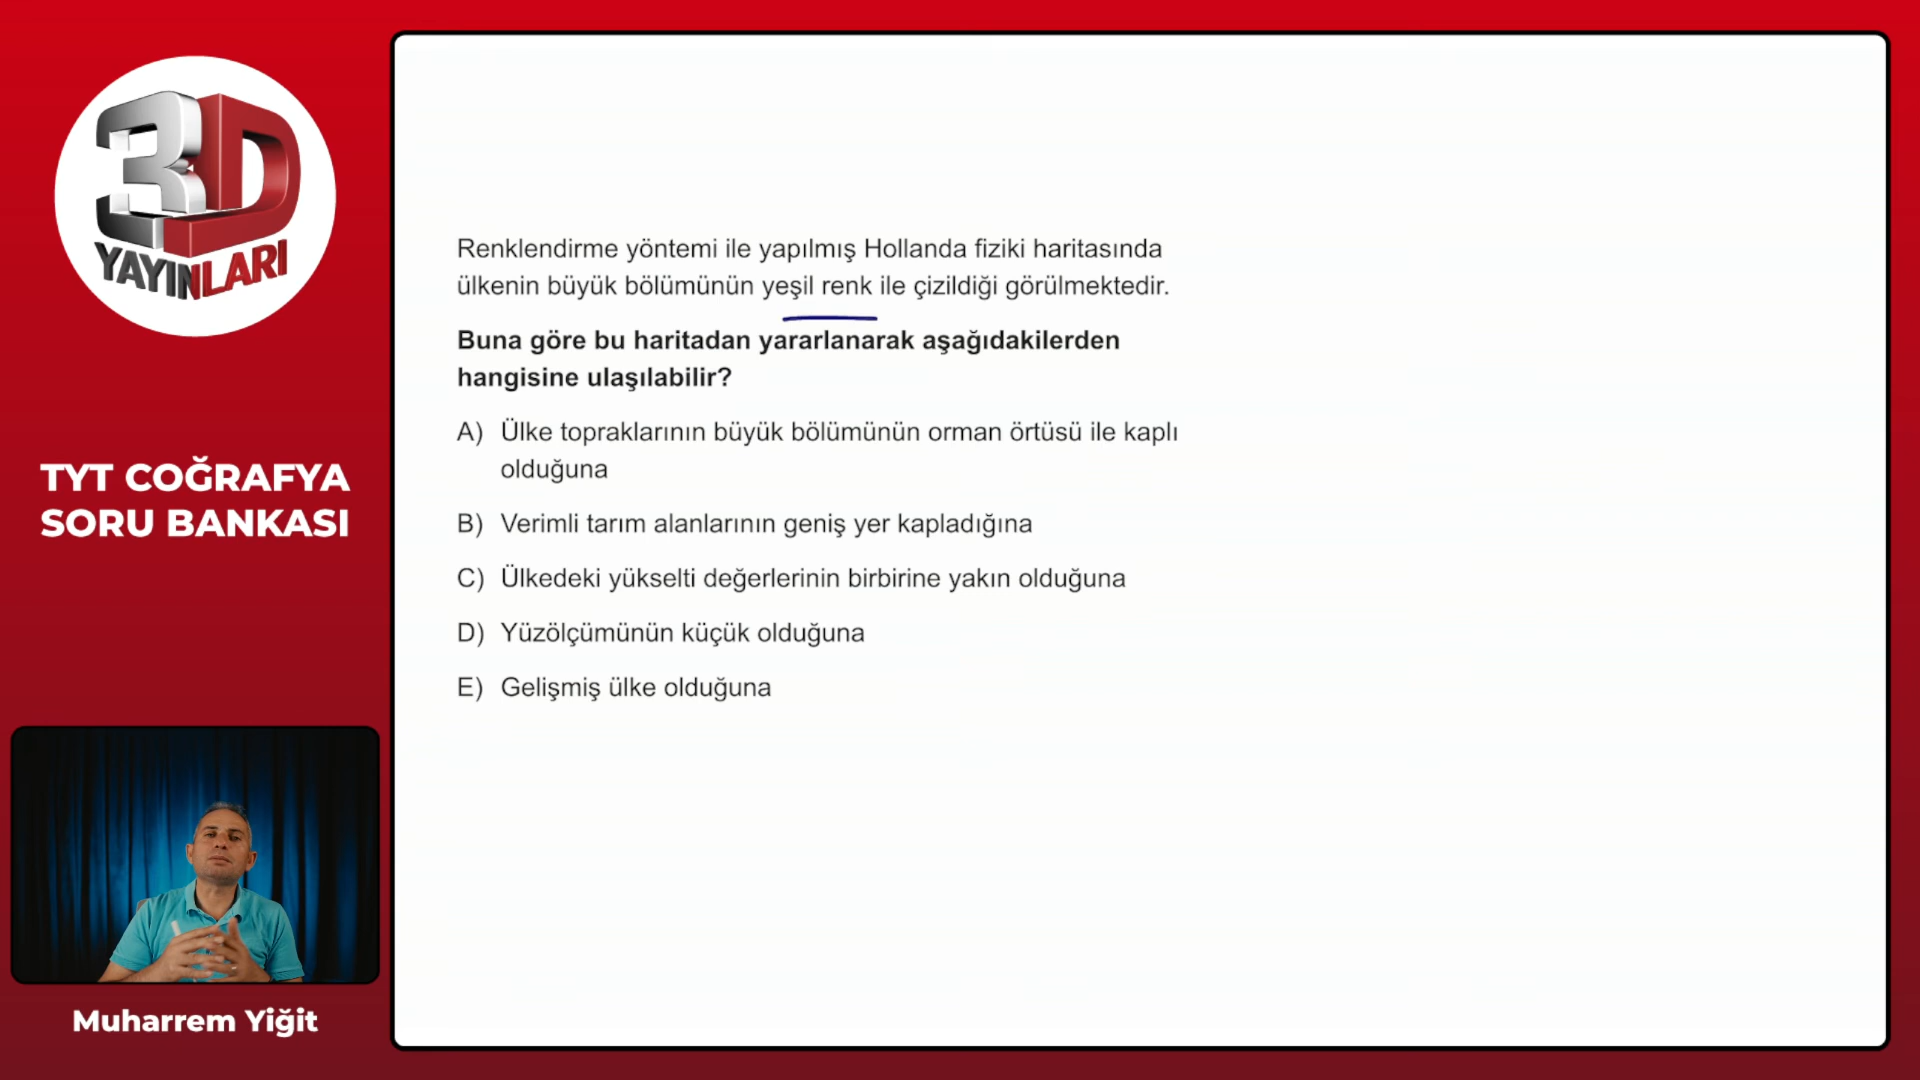 3D
YAYINLARI
TYT COĞRAFYA
SORU BANKASI
Muharrem Yiğit
Renklendirme yöntemi ile yapılmış Hollanda fiziki haritasında
ülkenin büyük bölümünün yeşil renk ile çizildiği görülmektedir.
Buna göre bu haritadan yararlanarak aşağıdakilerden
hangisine ulaşılabilir?
A) Ülke topraklarının büyük bölümünün orman örtüsü ile kaplı
olduğuna
B) Verimli tarım alanlarının geniş yer kapladığına
C) Ülkedeki yükselti değerlerinin birbirine yakın olduğuna
D) Yüzölçümünün küçük olduğuna
E) Gelişmiş ülke olduğuna